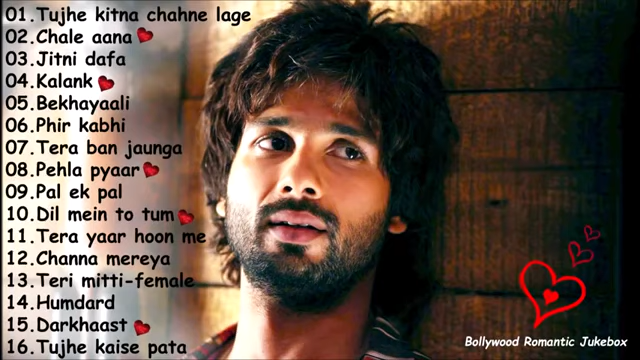 01.Tujhe kitna chahne lage
02.Chale aana
03.Jitni dafa
04.Kalank
05.Bekhayaali
06.Phir kabhi
07.Tera ban jaunga
08.Pehla pyaar
09.Pal ek pal
10.Dil mein to tum
11.Tera yaar hoon me
12.Channa mereya
13.Teri mitti-female
14.Humdard
15.Darkhaast
16.Tujhe kaise pata
Bollywood Romantic Jukebox